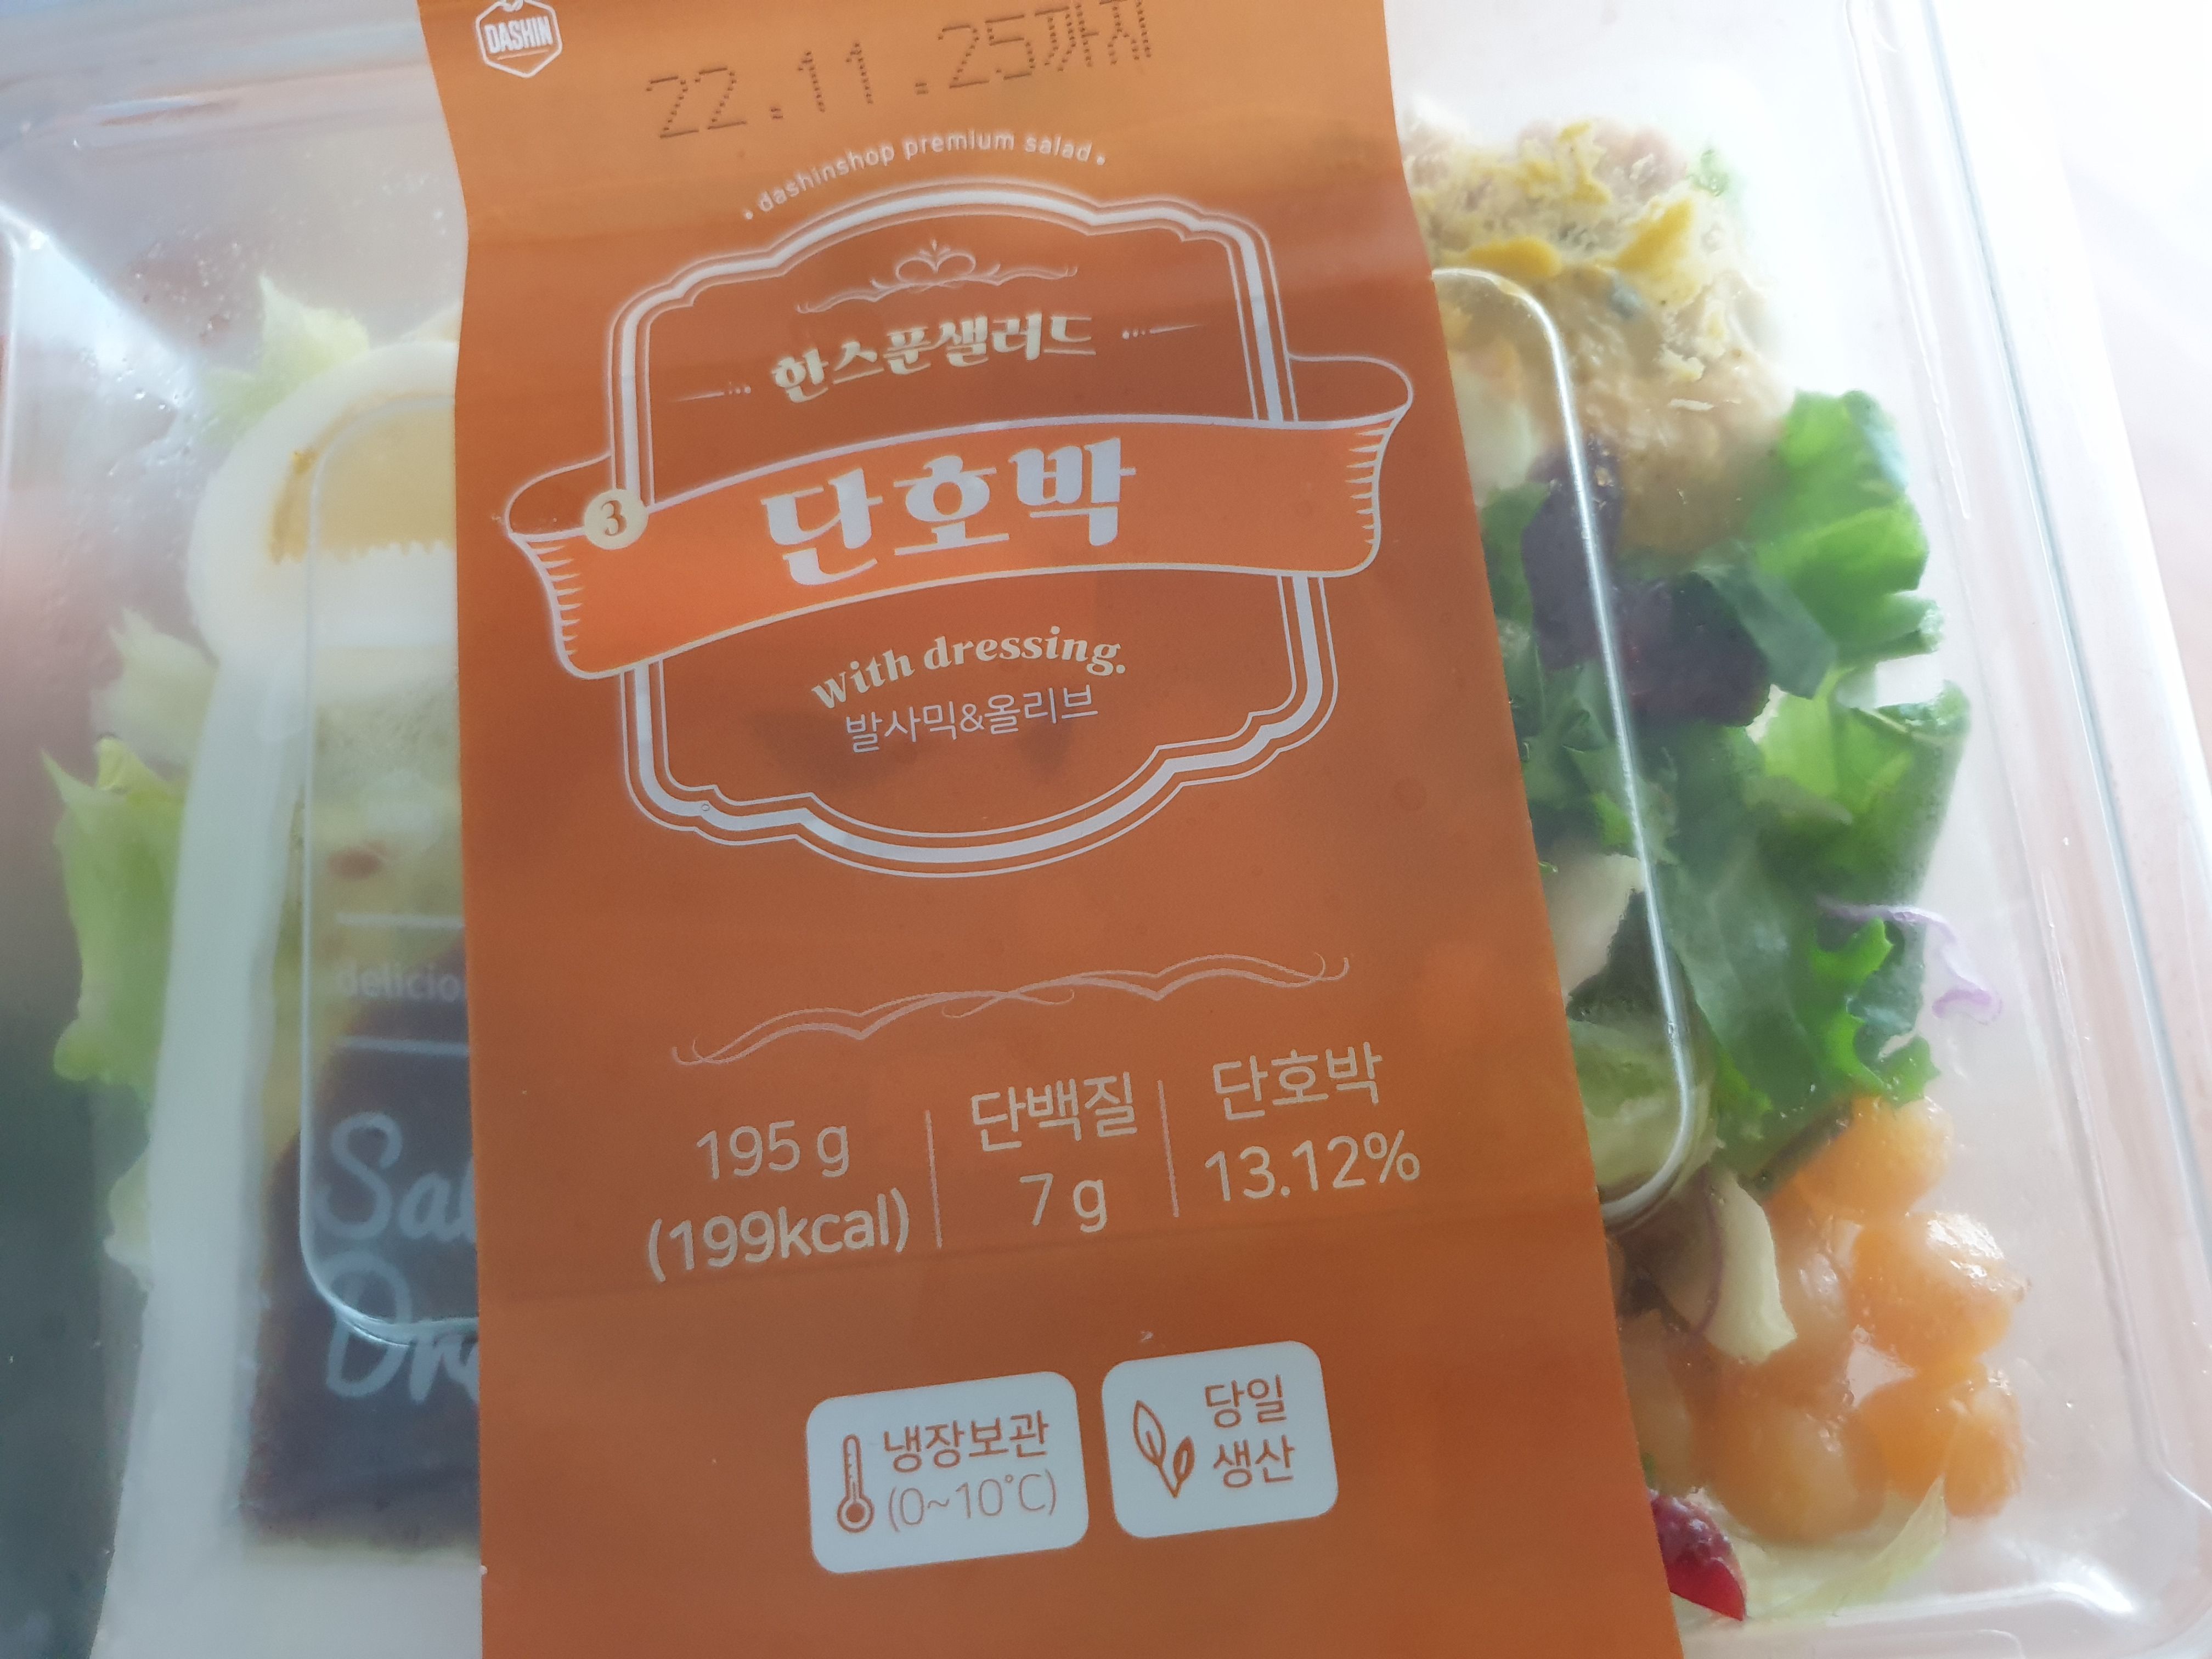 DASHIN
22.11.25까지
dashinshop premium salad
한스푼샐러드
3
단호박
with dressing.
발사믹&올리브
195 g
(199kcal)
단백질
7 g
단호박
13.12%
냉장보관
(0~10℃)
당일
생산